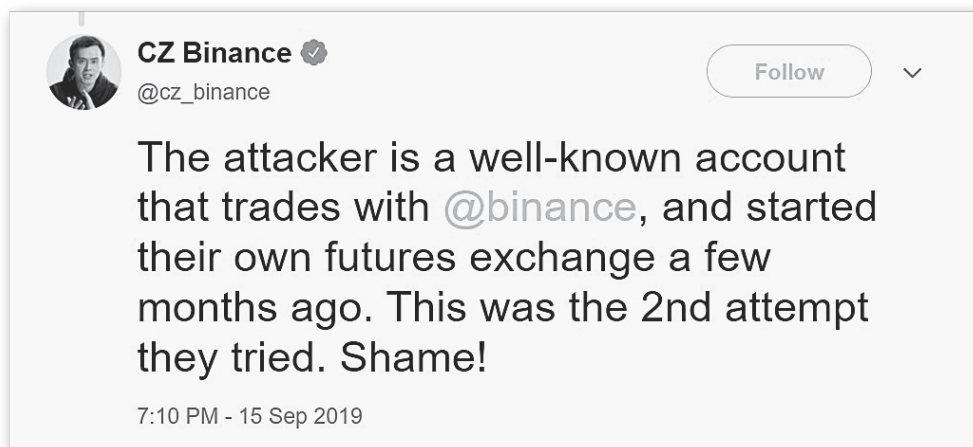 CZ Binance
@cz_binance
Follow
The attacker is a well-known account
that trades with @binance, and started
their own futures exchange a few
months ago. This was the 2nd attempt
they tried. Shame!
7:10 PM - 15 Sep 2019